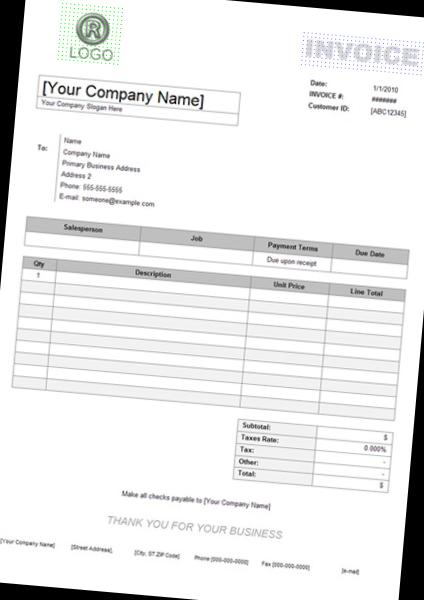 ®
LOGO
INVOICE
[Your Company Name]
Your Company Slogan Here
Date: 1/1/2010
INVOICE #: #######
Customer ID: [ABC12345]
To: Name
Company Name
Primary Business Address
Address 2
Phone: 555-555-5555
E-mail: someone@example.com
Salesperson Job Payment Terms Due Date
Due upon receipt
Qty Description Unit Price Line Total
1
Subtotal: $
Taxes Rate: 0.000%
Tax: -
Other: -
Total: $
Make all checks payable to [Your Company Name]
THANK YOU FOR YOUR BUSINESS
[Your Company Name] [Street Address], [City, ST ZIP Code] Phone [000-000-0000] Fax [000-000-0000] [e-mail]